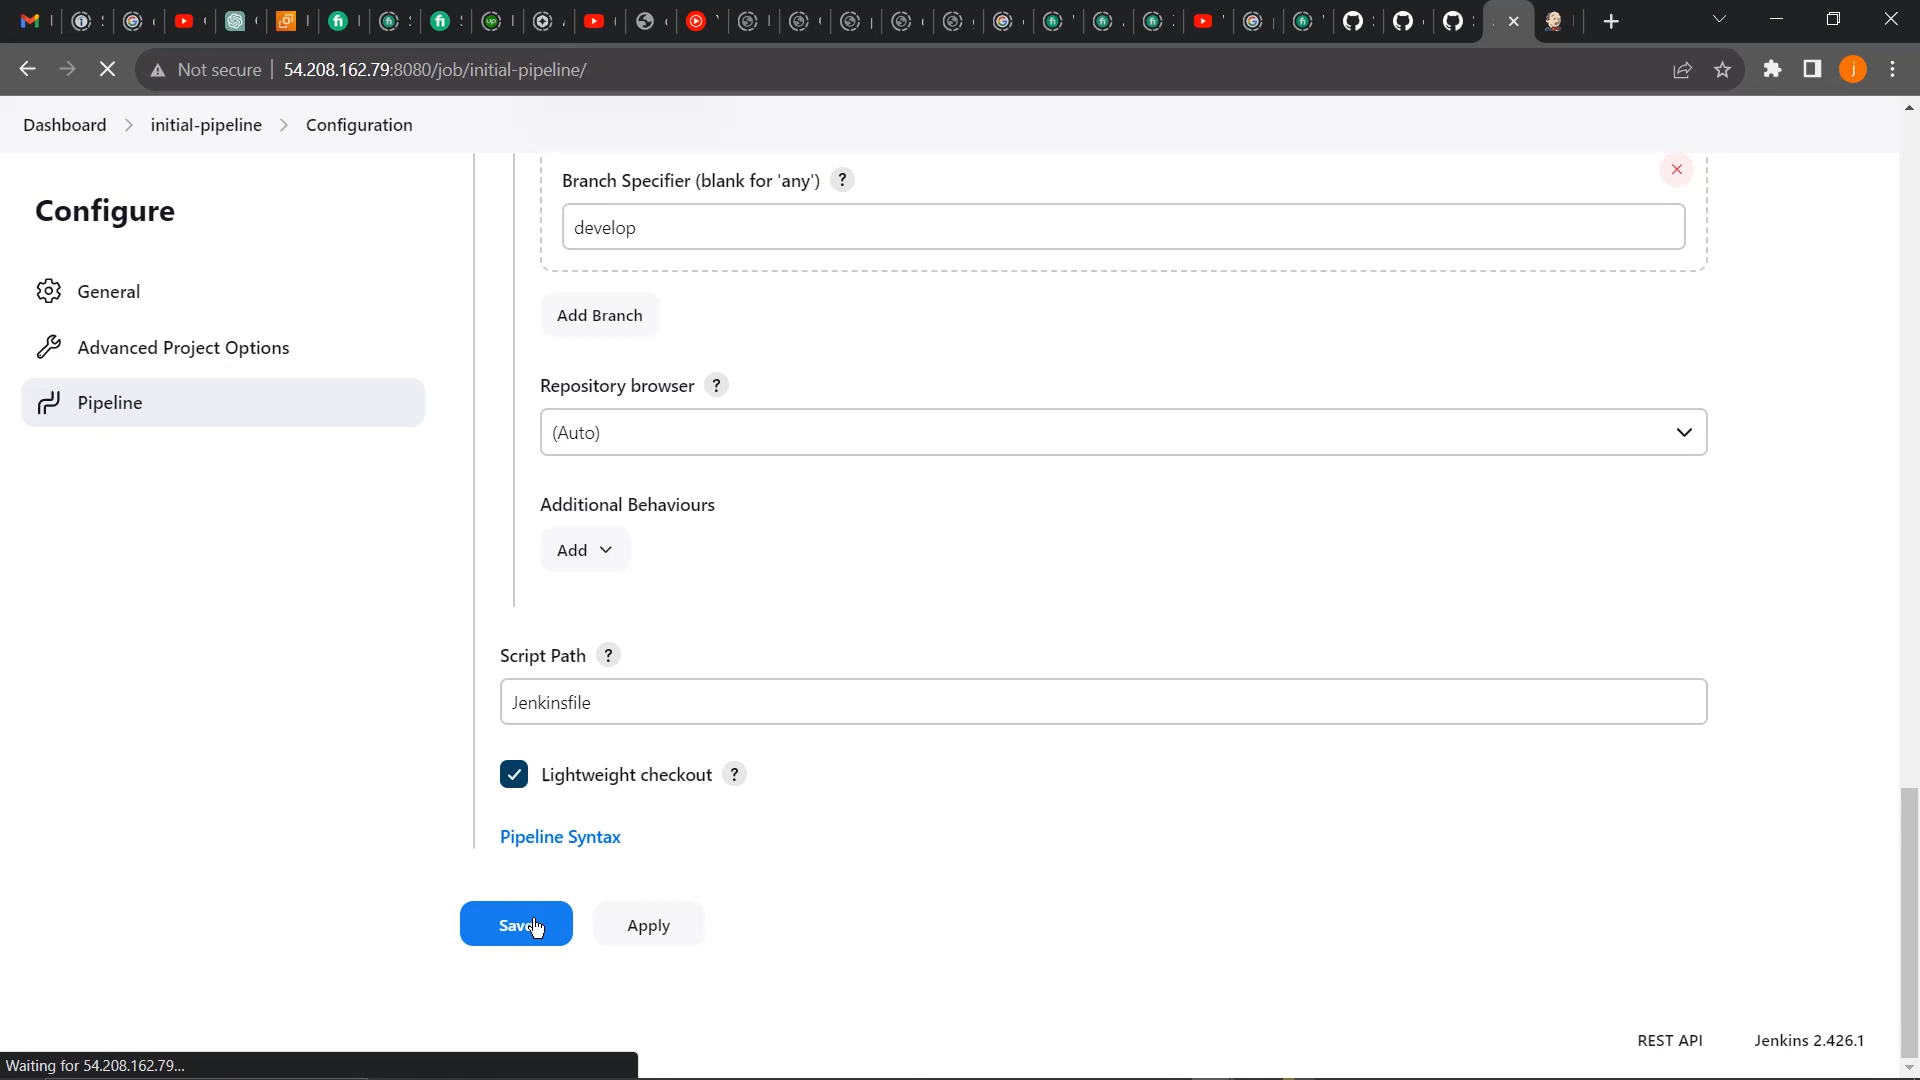 Not secure
54.208.162.79:8080/job/initial-pipeline/
j
Dashboard > initial-pipeline > Configuration
Configure
General
Advanced Project Options
Pipeline
Branch Specifier (blank for 'any') ?
develop
Add Branch
Repository browser ?
(Auto)
Additional Behaviours
Add
Script Path ?
Jenkinsfile
Lightweight checkout ?
Pipeline Syntax
Save Apply
REST API Jenkins 2.426.1
Waiting for 54.208.162.79...